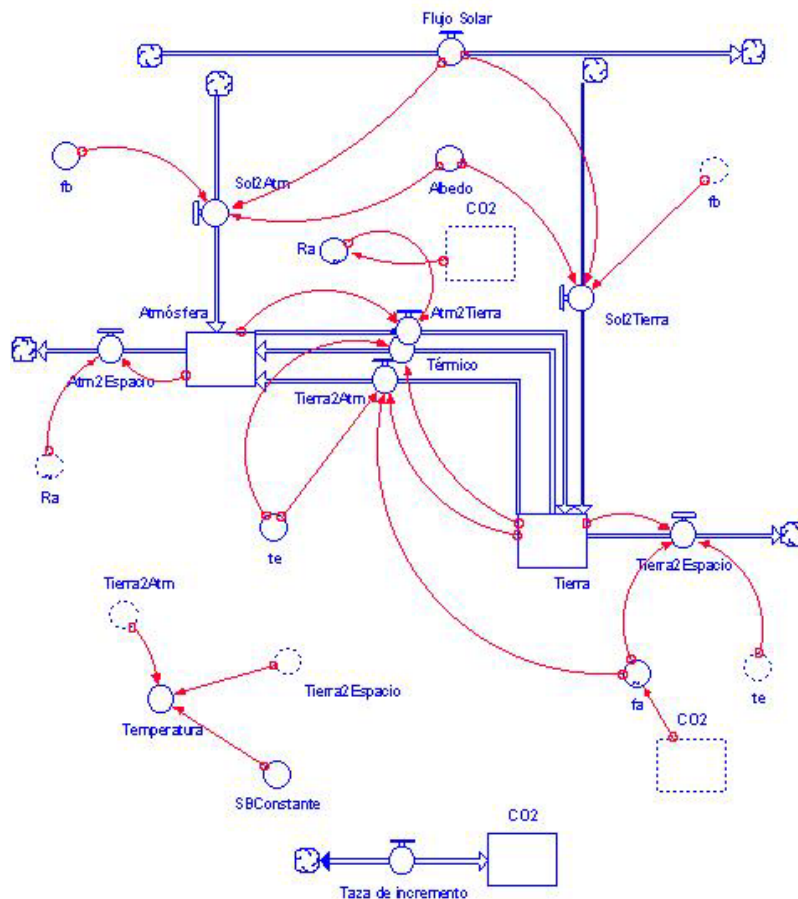 Flujo Solar
fb
Sol2Atm
Albedo
fb
CO2
Ra
Sol2Tierra
Atmósfera
Atm2Tierra
Térmico
Atm2Espacio
Tierra2Atm
Ra
te
Tierra
Tierra2Espacio
Tierra2Atm
Tierra2Espacio
te
fa
CO2
Temperatura
SBConstante
CO2
Taza de incremento